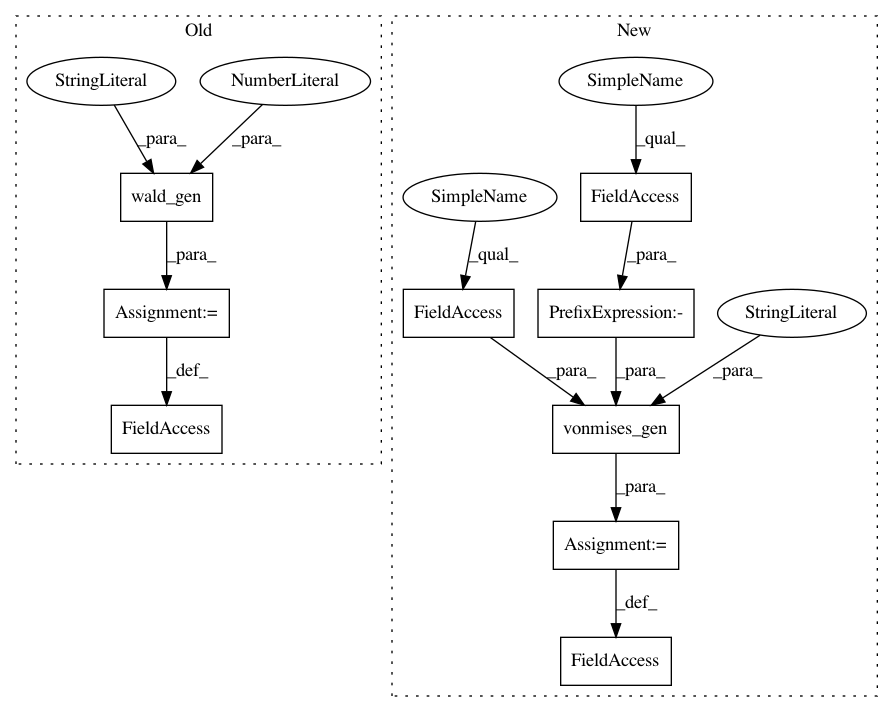 Old
New
StringLiteral
NumberLiteral
SimpleName
_para_
_para_
_qual_
wald_gen
SimpleName
FieldAccess
_para_
_qual_
_para_
Assignment:=
FieldAccess
PrefixExpression:-
StringLiteral
_def_
_para_
_para_
_para_
FieldAccess
vonmises_gen
_para_
Assignment:=
_def_
FieldAccess